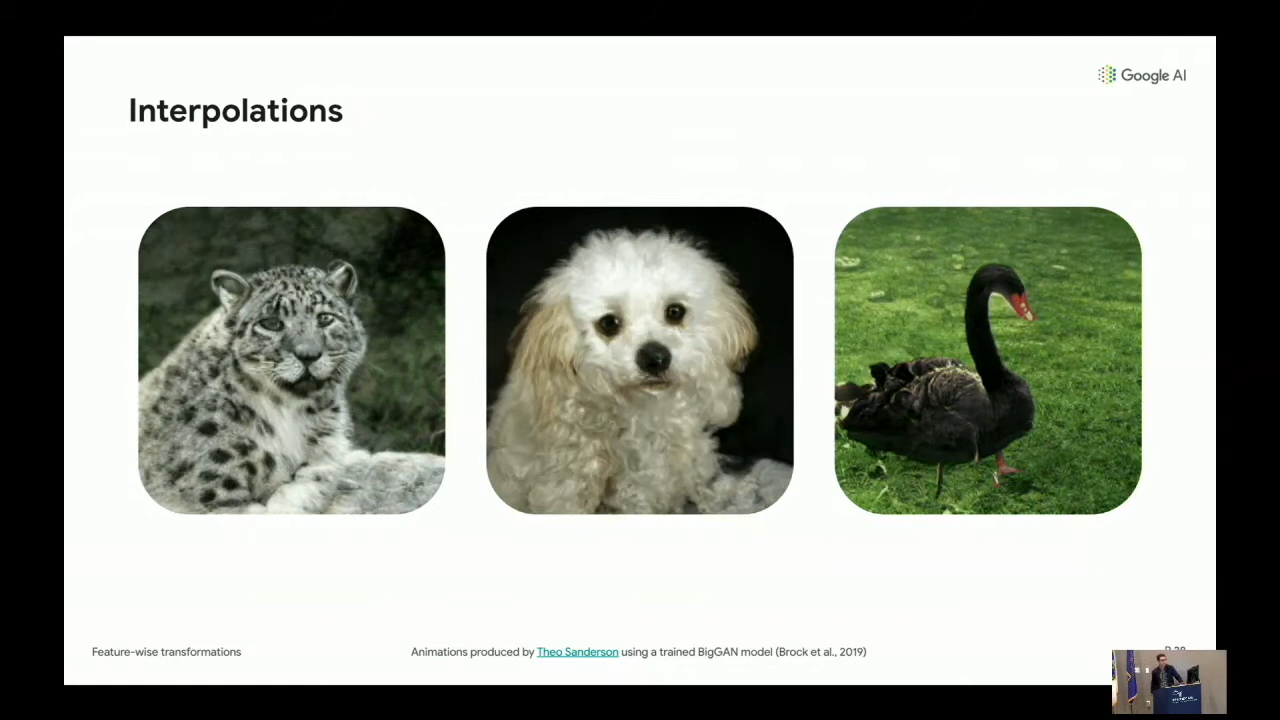 Google AI
Interpolations
Feature-wise transformations
Animations produced by Theo Sanderson using a trained BigGAN model (Brock et al., 2019)